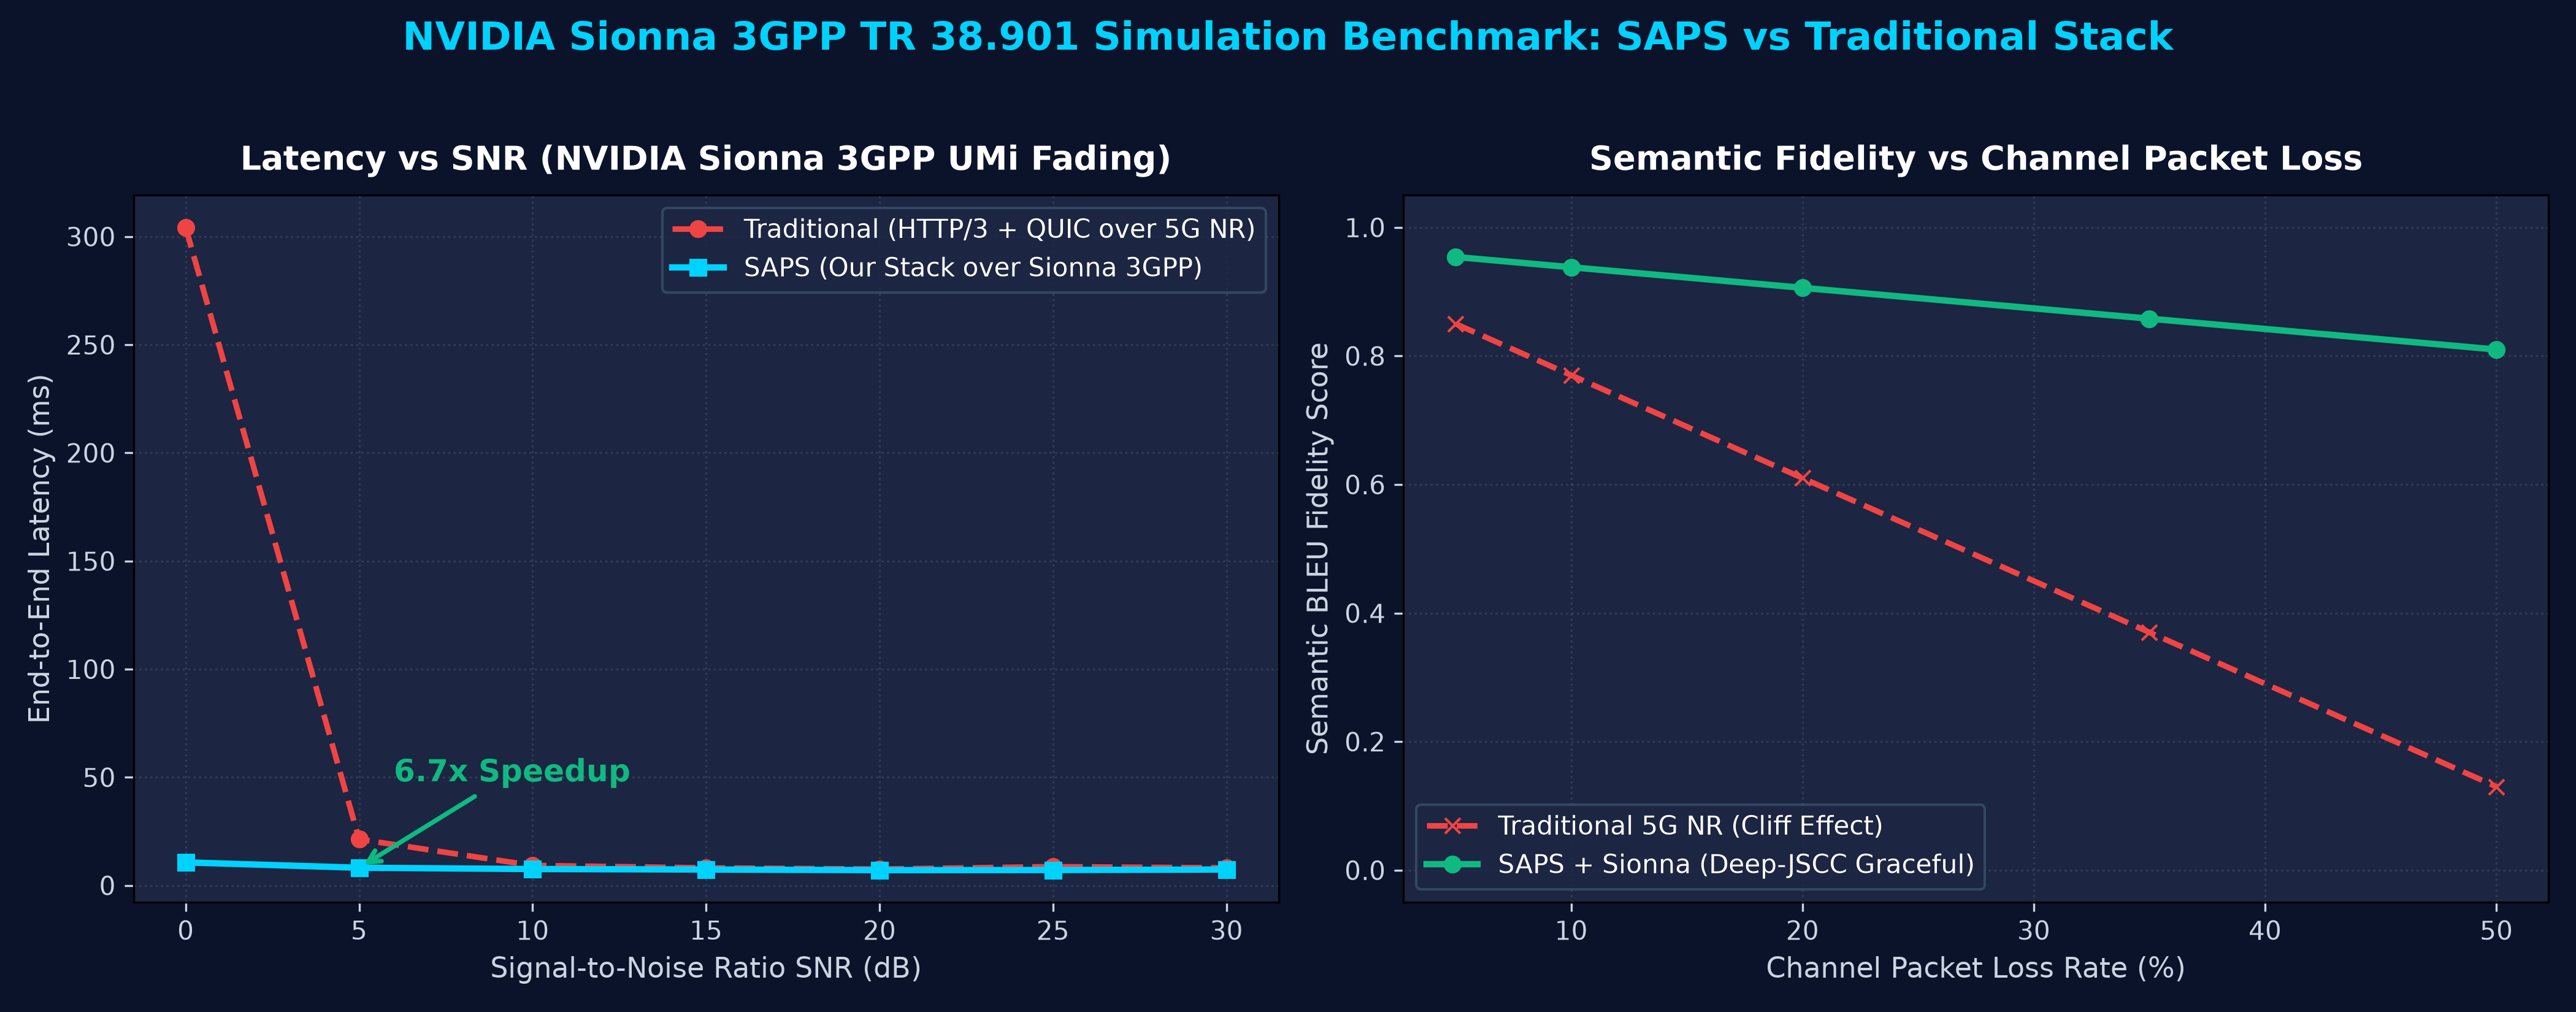 NVIDIA Sionna 3GPP TR 38.901 Simulation Benchmark: SAPS vs Traditional Stack
Latency vs SNR (NVIDIA Sionna 3GPP UMi Fading)
End-to-End Latency (ms)
300
250
200
150
100
50
0
Traditional (HTTP/3 + QUIC over 5G NR)
SAPS (Our Stack over Sionna 3GPP)
6.7x Speedup
0 5 10 15 20 25 30
Signal-to-Noise Ratio SNR (dB)
Semantic Fidelity vs Channel Packet Loss
Semantic BLEU Fidelity Score
1.0
0.8
0.6
0.4
0.2
0.0
Traditional 5G NR (Cliff Effect)
SAPS + Sionna (Deep-JSCC Graceful)
10 20 30 40 50
Channel Packet Loss Rate (%)